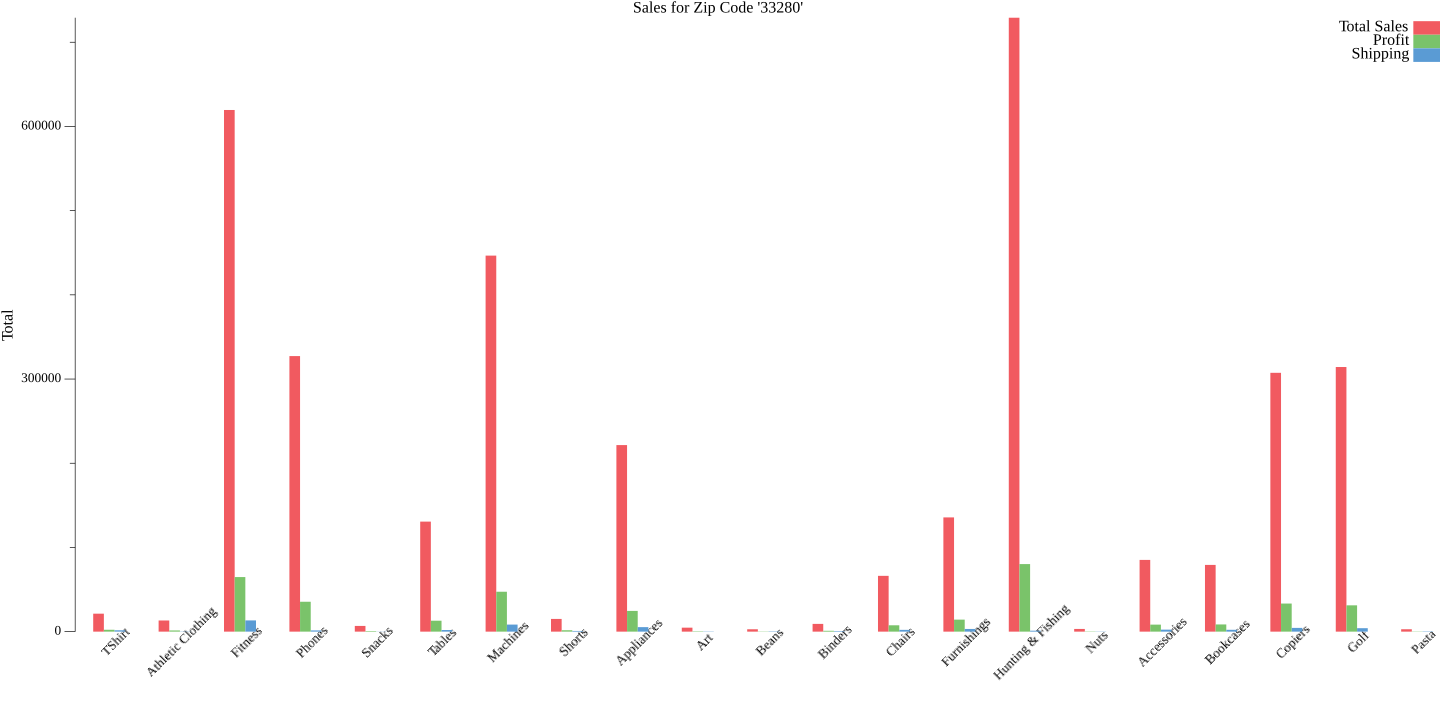 Sales for Zip Code '33280'
Total Sales
Profit
Shipping
Total
600000
300000
0
TShirt
Athletic Clothing
Fitness
Phones
Snacks
Tables
Machines
Shorts
Appliances
Art
Beans
Binders
Chairs
Furnishings
Hunting & Fishing
Nuts
Accessories
Bookcases
Copiers
Golf
Pasta